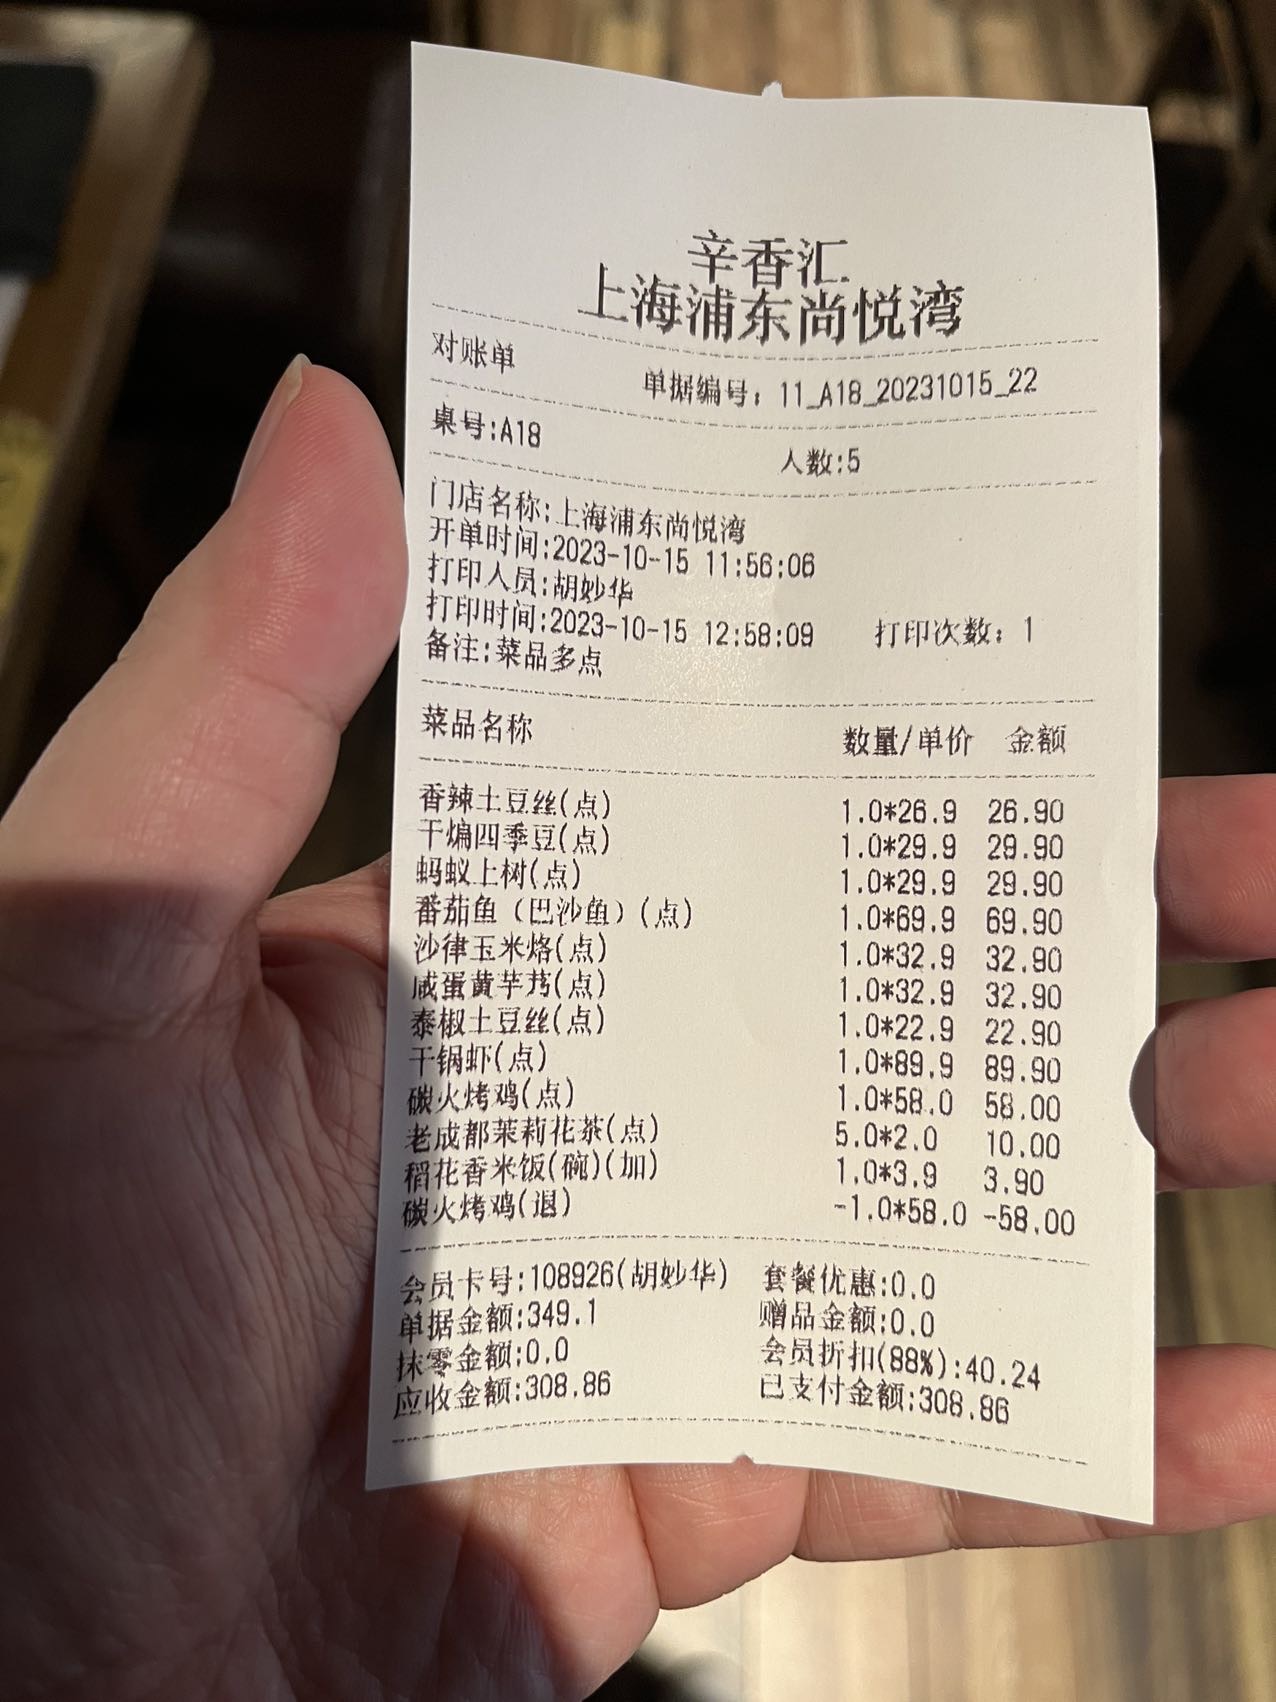 辛香汇
上海浦东尚悦湾
对账单
单据编号：11_A18_20231015_22
桌号:A18 人数:5
门店名称:上海浦东尚悦湾
开单时间:2023-10-15 11:56:06
打印人员:胡妙华
打印时间:2023-10-15 12:58:09 打印次数：1
备注:菜品多点
菜品名称 数量/单价 金额
香辣土豆丝(点) 1.0*26.9 26.90
干煸四季豆(点) 1.0*29.9 29.90
蚂蚁上树(点) 1.0*29.9 29.90
番茄鱼（巴沙鱼）(点) 1.0*69.9 69.90
沙律玉米烙(点) 1.0*32.9 32.90
咸蛋黄芋艿(点) 1.0*32.9 32.90
泰椒土豆丝(点) 1.0*22.9 22.90
干锅虾(点) 1.0*89.9 89.90
碳火烤鸡(点) 1.0*58.0 58.00
老成都茉莉花茶(点) 5.0*2.0 10.00
稻花香米饭(碗)(加) 1.0*3.9 3.90
碳火烤鸡(退) -1.0*58.0 -58.00
会员卡号:108926(胡妙华) 套餐优惠:0.0
单据金额:349.1 赠品金额:0.0
抹零金额:0.0 会员折扣(88%):40.24
应收金额:308.86 已支付金额:308.86